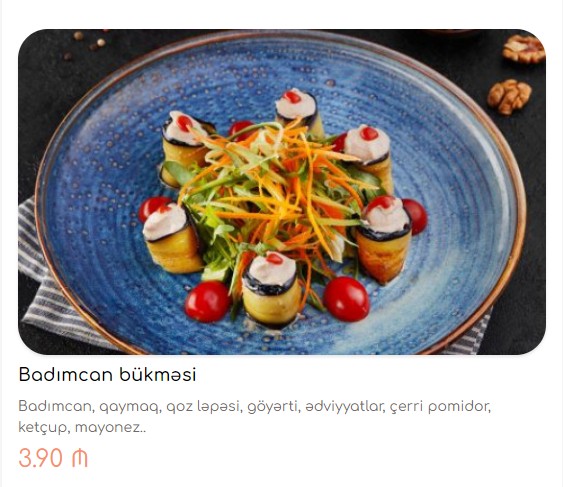 Badımcan bükməsi
Badımcan, qaymaq, qoz ləpəsi, göyərti, ədviyyatlar, çerri pomidor,
ketçup, mayonez..
3.90 ₼